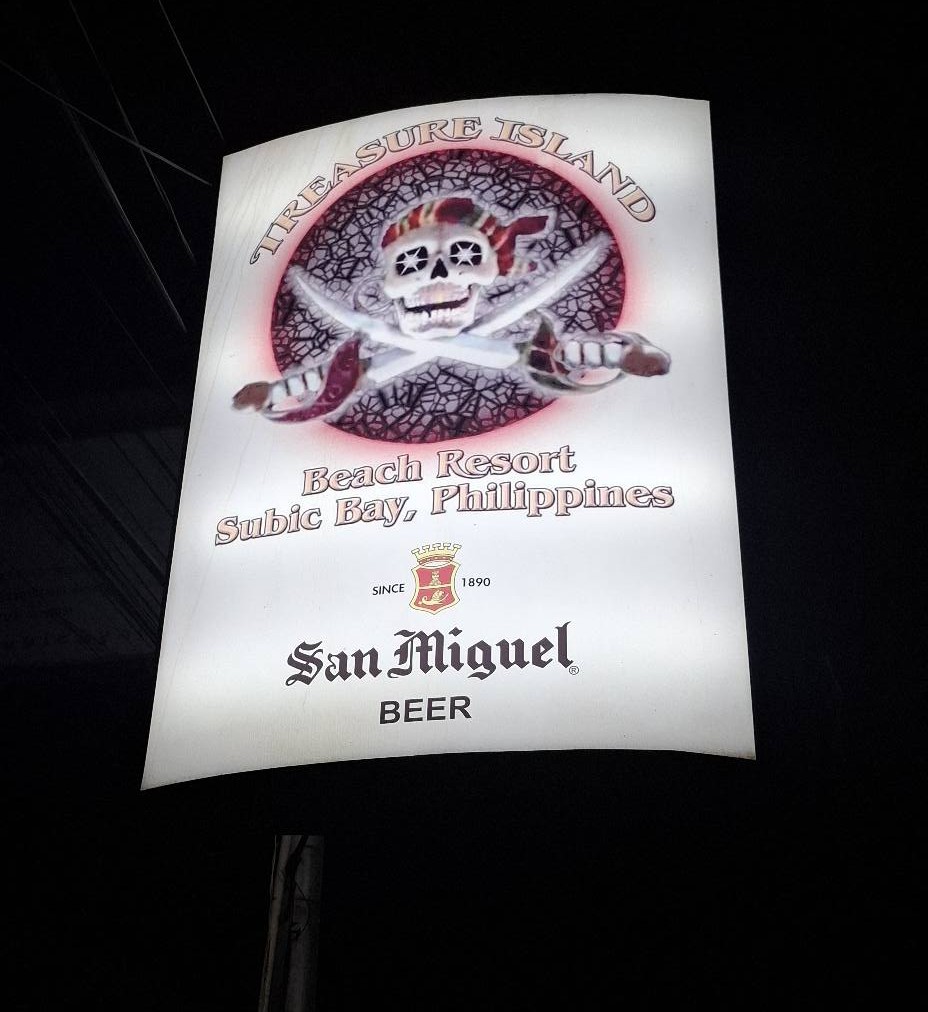 TREASURE ISLAND
Beach Resort
Subic Bay, Philippines
SINCE 1890
San Miguel®
BEER